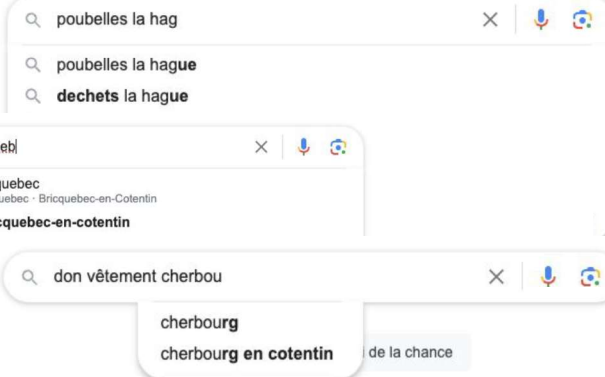 poubelles la hag
poubelles la hague
dechets la hague
eb
uebec
uebec · Bricquebec-en-Cotentin
cquebec-en-cotentin
don vêtement cherbou
cherbourg
cherbourg en cotentin
de la chance